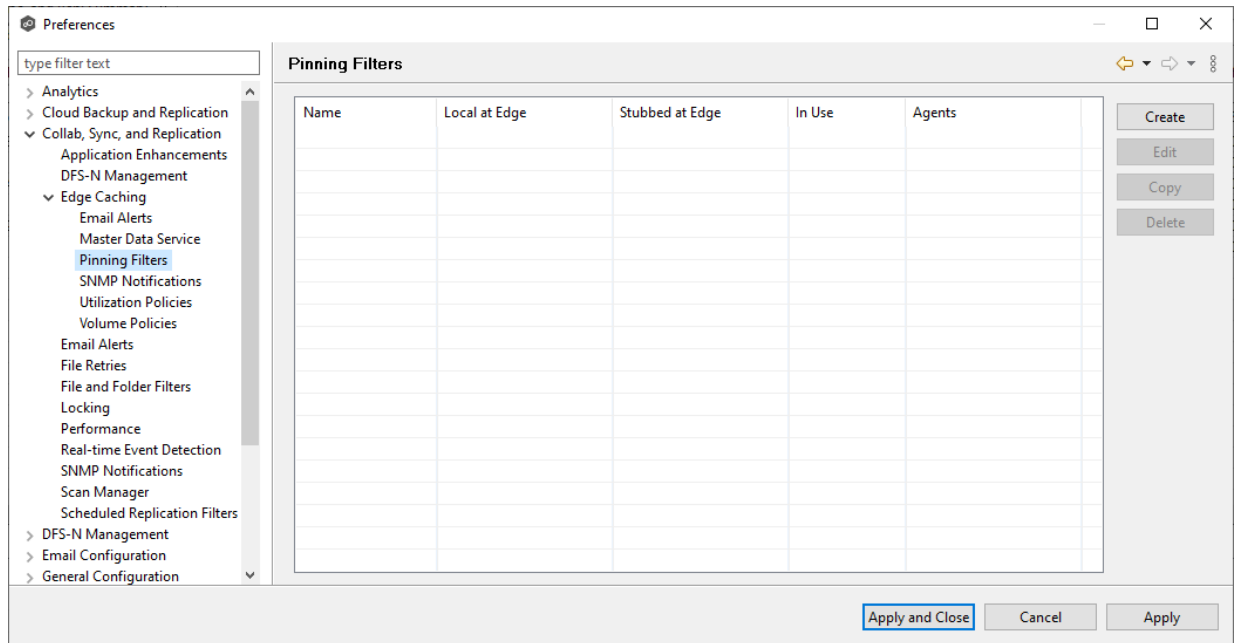 Preferences
type filter text
Analytics
Cloud Backup and Replication
Collab, Sync, and Replication
Application Enhancements
DFS-N Management
Edge Caching
Email Alerts
Master Data Service
Pinning Filters
SNMP Notifications
Utilization Policies
Volume Policies
Email Alerts
File Retries
File and Folder Filters
Locking
Performance
Real-time Event Detection
SNMP Notifications
Scan Manager
Scheduled Replication Filters
DFS-N Management
Email Configuration
General Configuration
Pinning Filters
Name Local at Edge Stubbed at Edge In Use Agents
Create
Edit
Copy
Delete
Apply and Close Cancel Apply